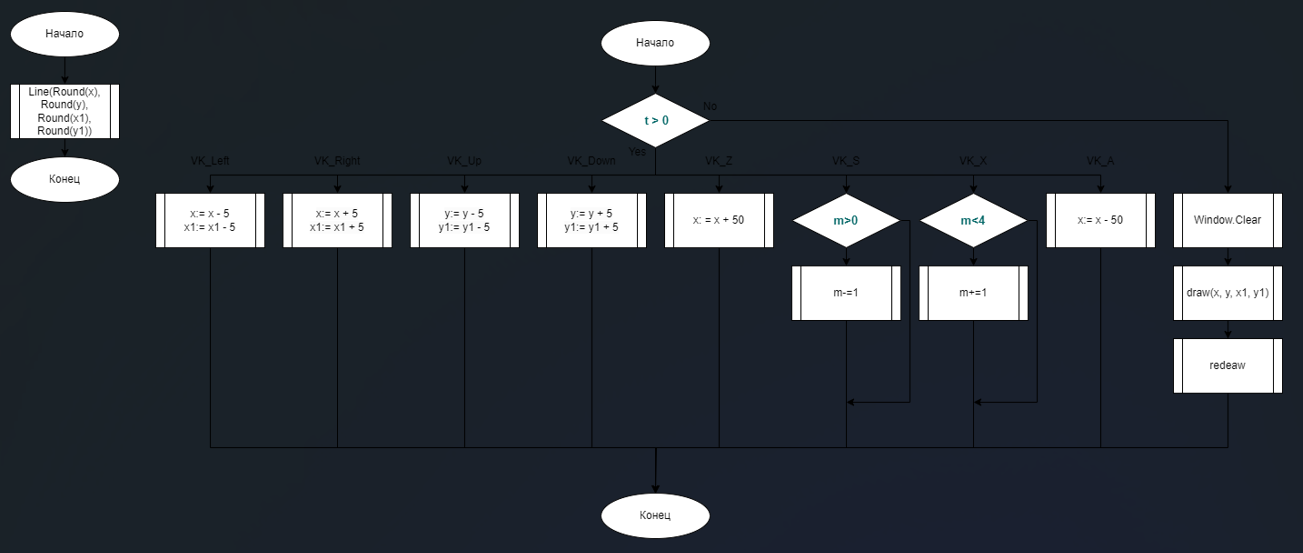 Начало
Line(Round(x),
Round(y),
Round(x1),
Round(y1))
Конец
Начало
t > 0
No
Yes
VK_Left
VK_Right
VK_Up
VK_Down
VK_Z
VK_S
VK_X
VK_A
x:= x - 5
x1:= x1 - 5
x:= x + 5
x1:= x1 + 5
y:= y - 5
y1:= y1 - 5
y:= y + 5
y1:= y1 + 5
x: = x + 50
m>0
m<4
x:= x - 50
Window.Clear
m-=1
m+=1
draw(x, y, x1, y1)
redeaw
Конец